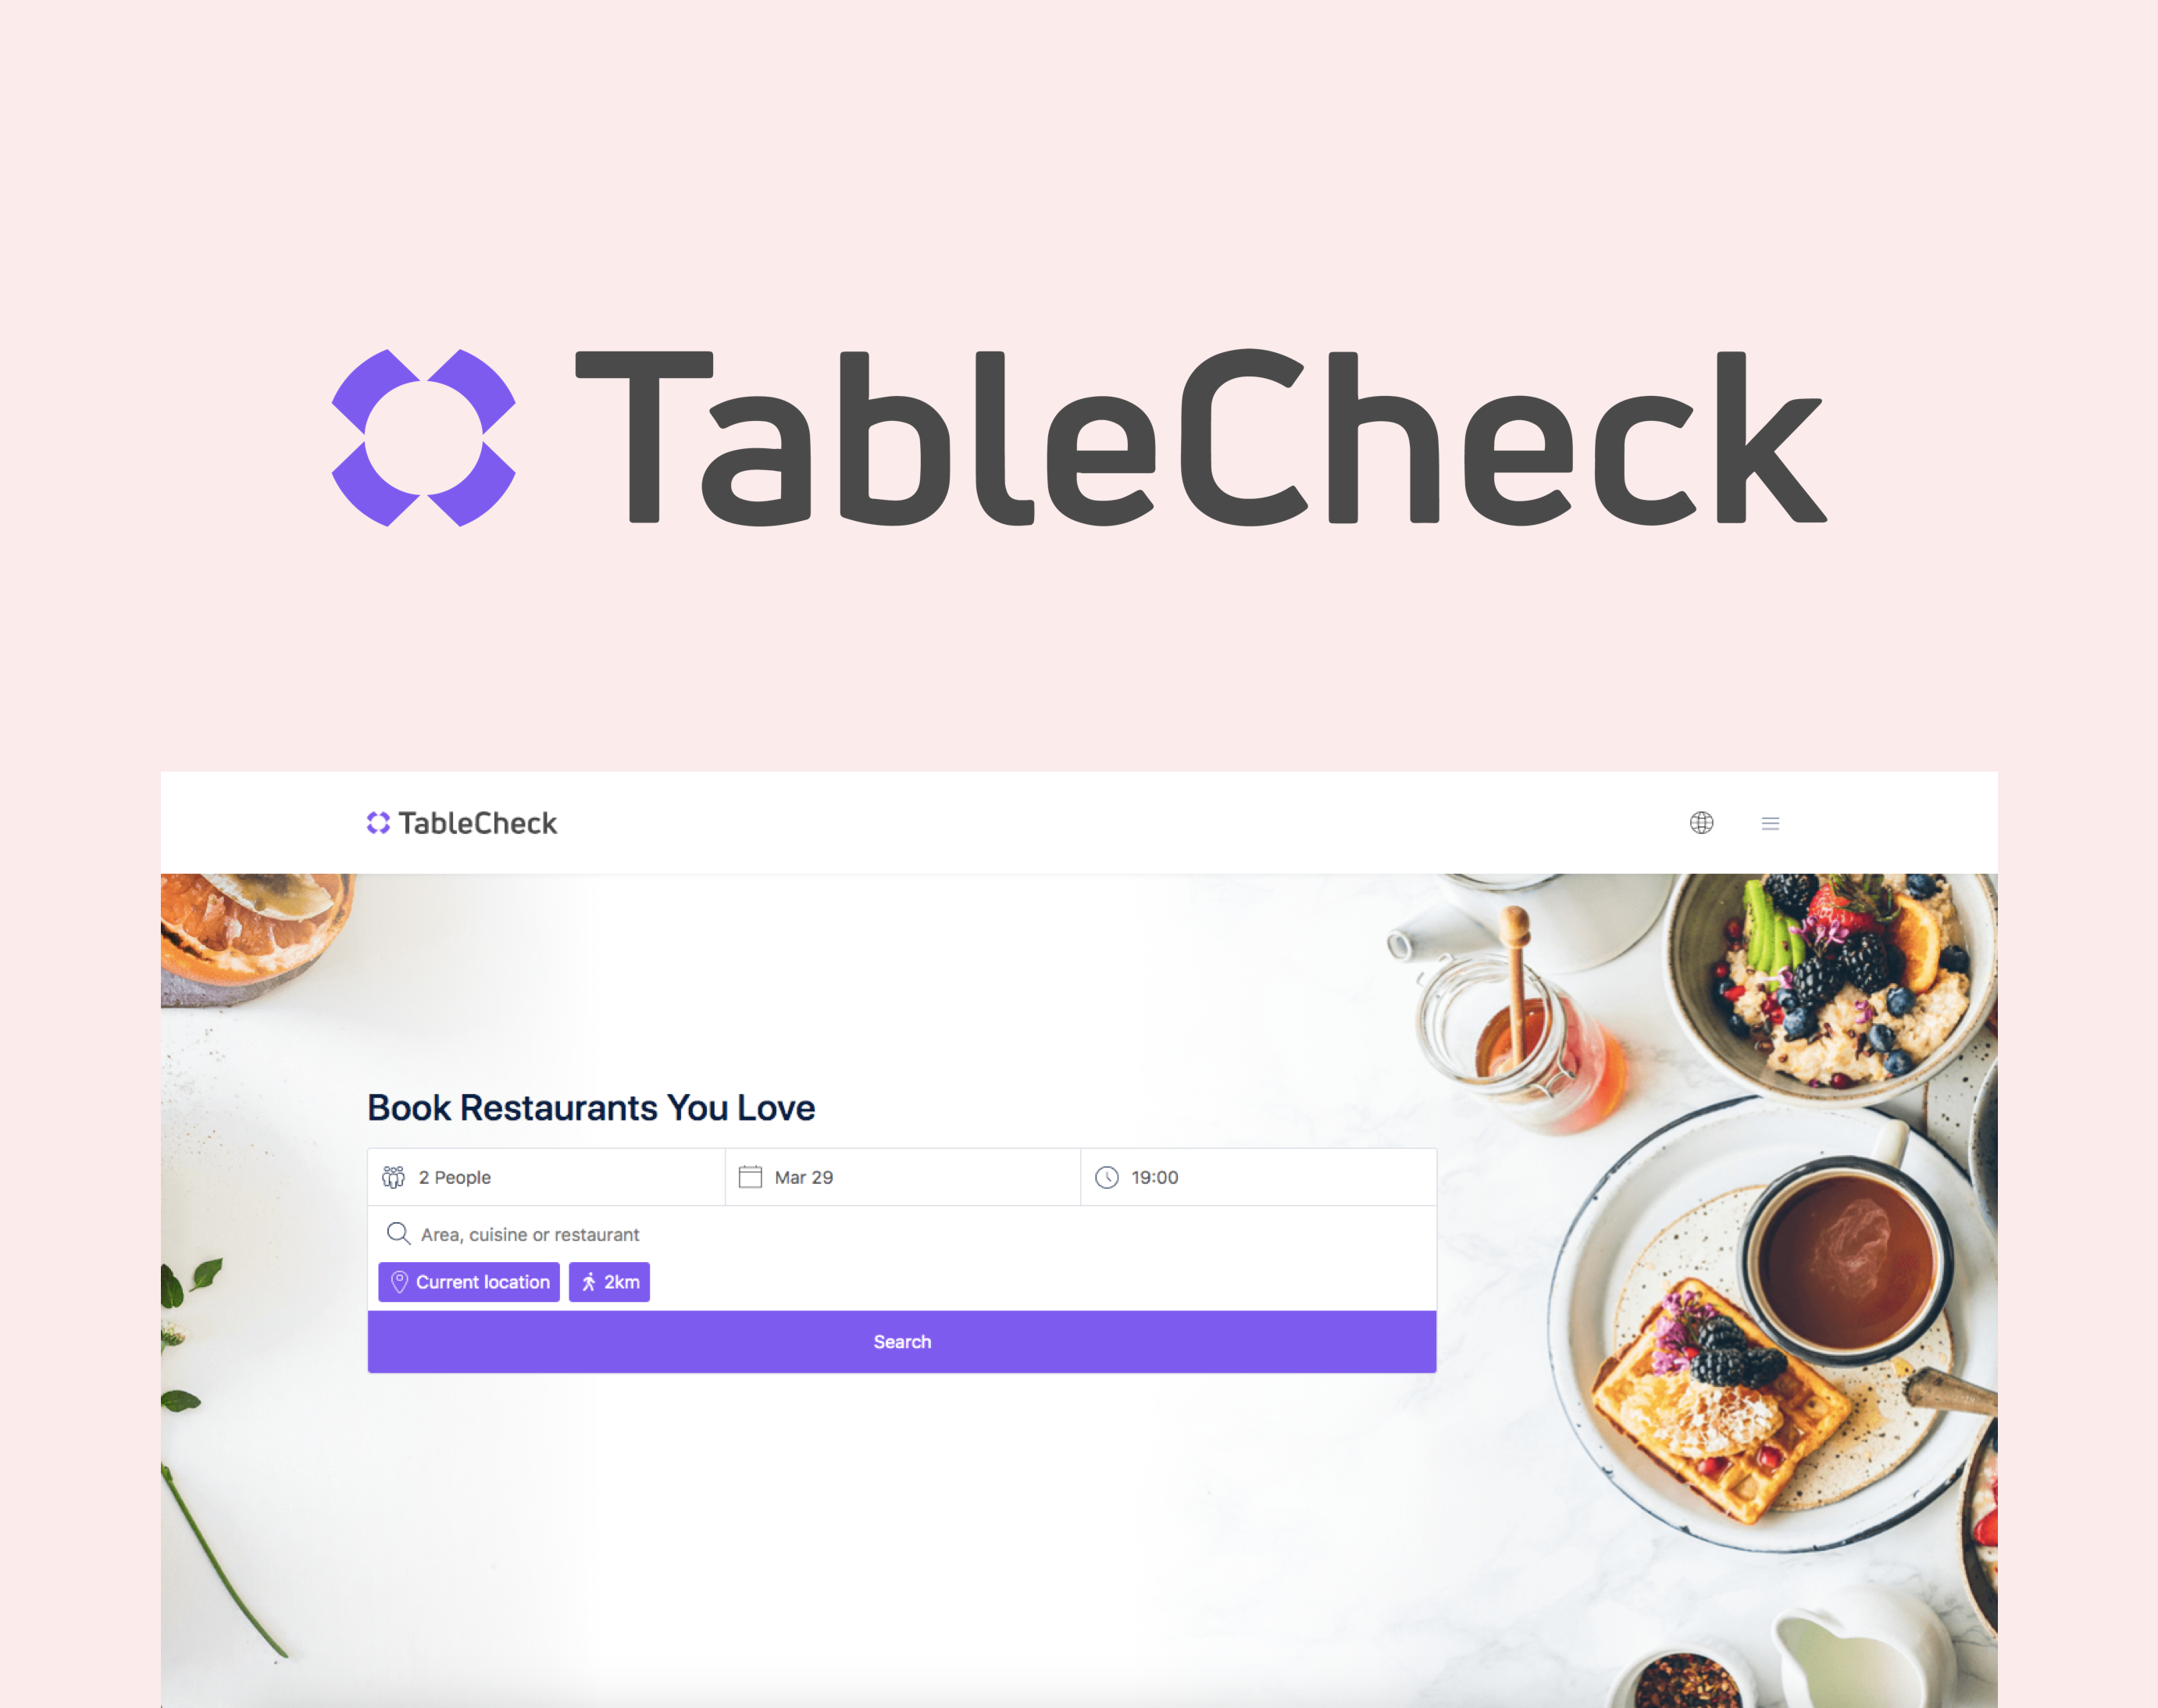 TableCheck
TableCheck
Book Restaurants You Love
2 People
Mar 29
19:00
Area, cuisine or restaurant
Current location
2km
Search